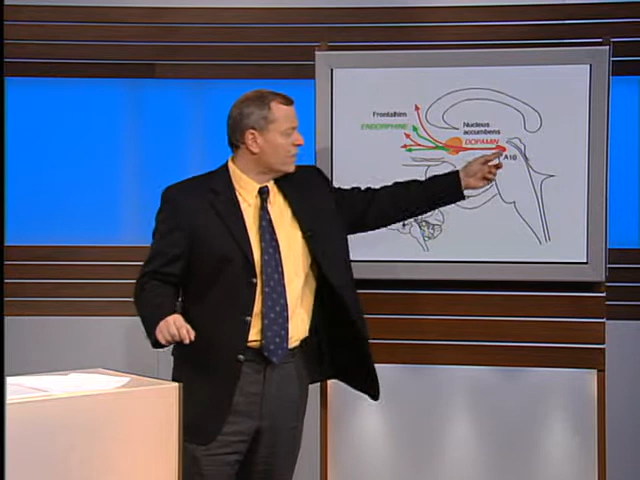 Frontalhirn
ENDORPHINE
Nucleus
accumbens
DOPAMIN
A10